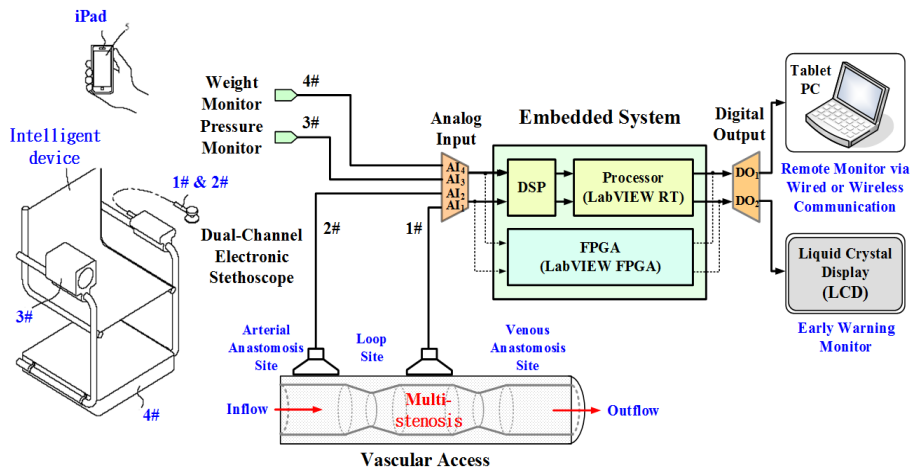 iPad
Intelligent
device
1# & 2#
3#
4#
Weight
Monitor
4#
Pressure
Monitor
3#
Dual-Channel
Electronic
Stethoscope
2#
1#
Analog
Input
AI4
AI3
AI2
AI1
Embedded System
DSP
Processor
(LabVIEW RT)
FPGA
(LabVIEW FPGA)
Digital
Output
DO1
DO2
Tablet
PC
Remote Monitor via
Wired or Wireless
Communication
Liquid Crystal
Display
(LCD)
Early Warning
Monitor
Arterial
Anastomosis
Site
Loop
Site
Venous
Anastomosis
Site
Inflow
Multi-
stenosis
Outflow
Vascular Access